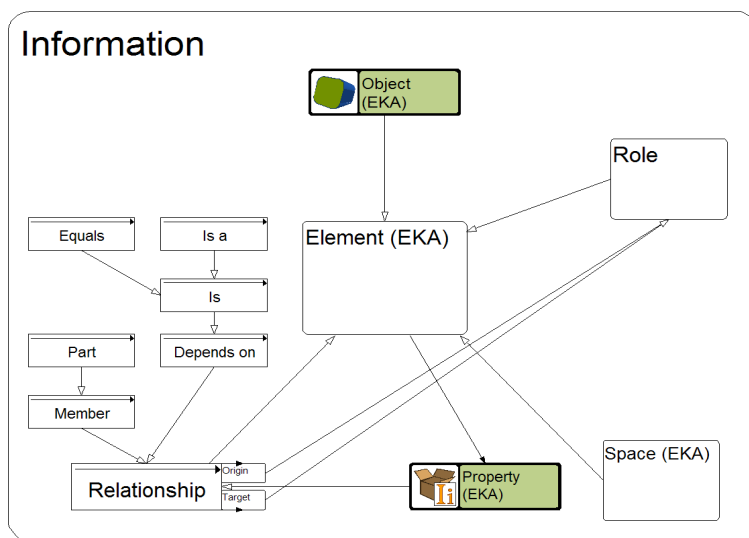 Information
Object
(EKA)
Role
Equals
Is a
Element (EKA)
Is
Part
Depends on
Member
Space (EKA)
Relationship
Origin
Target
Property
(EKA)
Ii